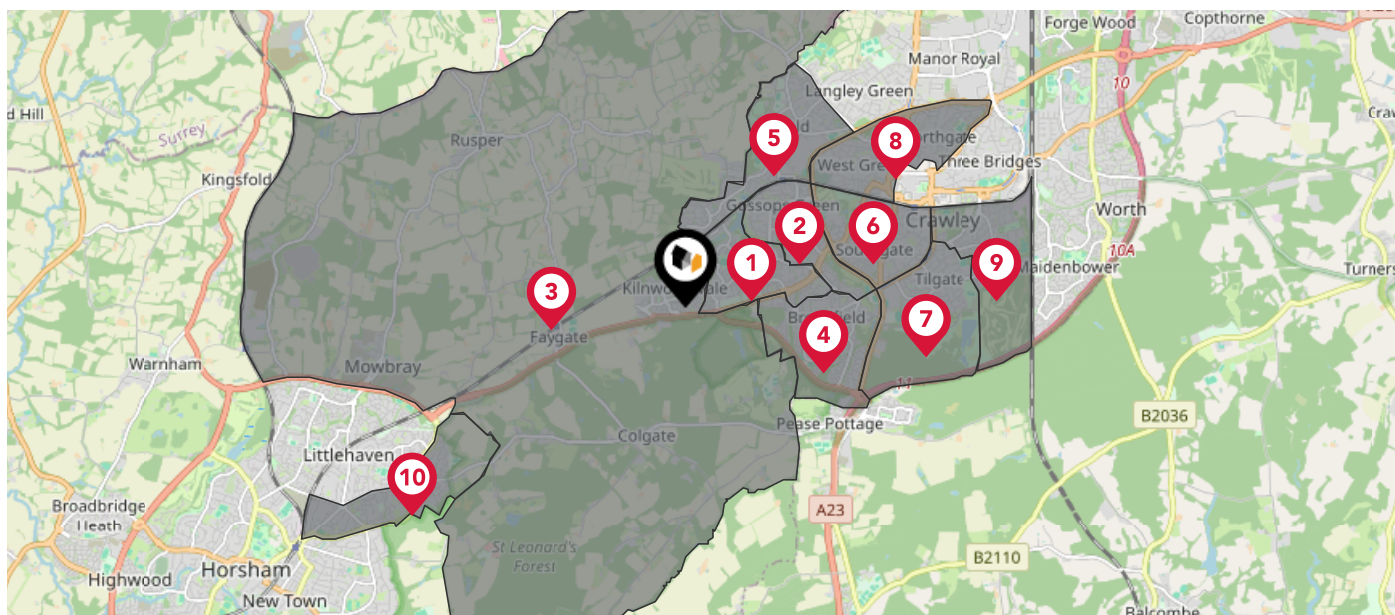 Forge Wood
Copthorne
Manor Royal
d Hill
Langley Green
10
Surrey
Rusper
5
8
West Gre
Three Bridges
Kingsfold
Worth
2
6
Crawley
10A
1
9
Maidenbower
Turners
3
Tilgate
7
4
Faygate
Warnham
Mowbray
11
B2036
Pease Pottage
Colgate
Littlehaven
10
Broadbridge
Heath
A23
St Leonard's
Forest
B2110
Highwood
Horsham
New Town
Balcombe